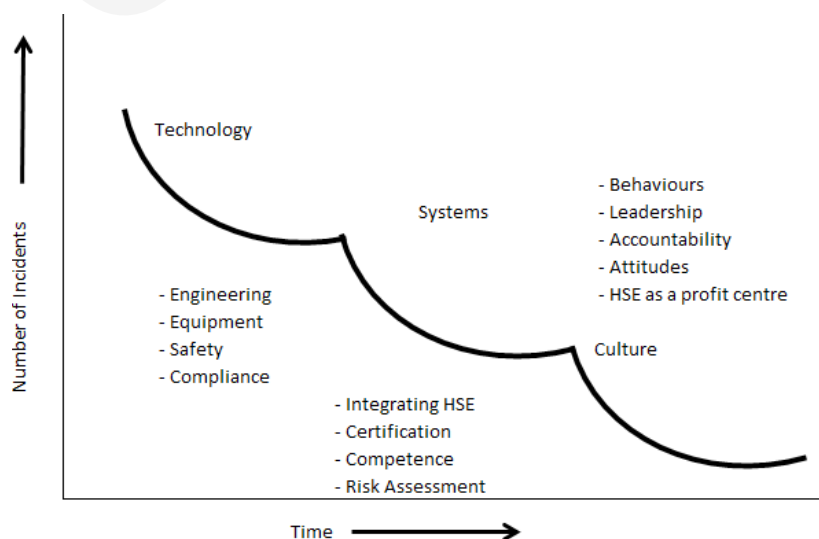 Technology
- Behaviours
- Leadership
- Accountability
- Attitudes
- HSE as a profit centre
Systems
- Engineering
- Equipment
- Safety
- Compliance
Culture
- Integrating HSE
- Certification
- Competence
- Risk Assessment
Number of Incidents
Time